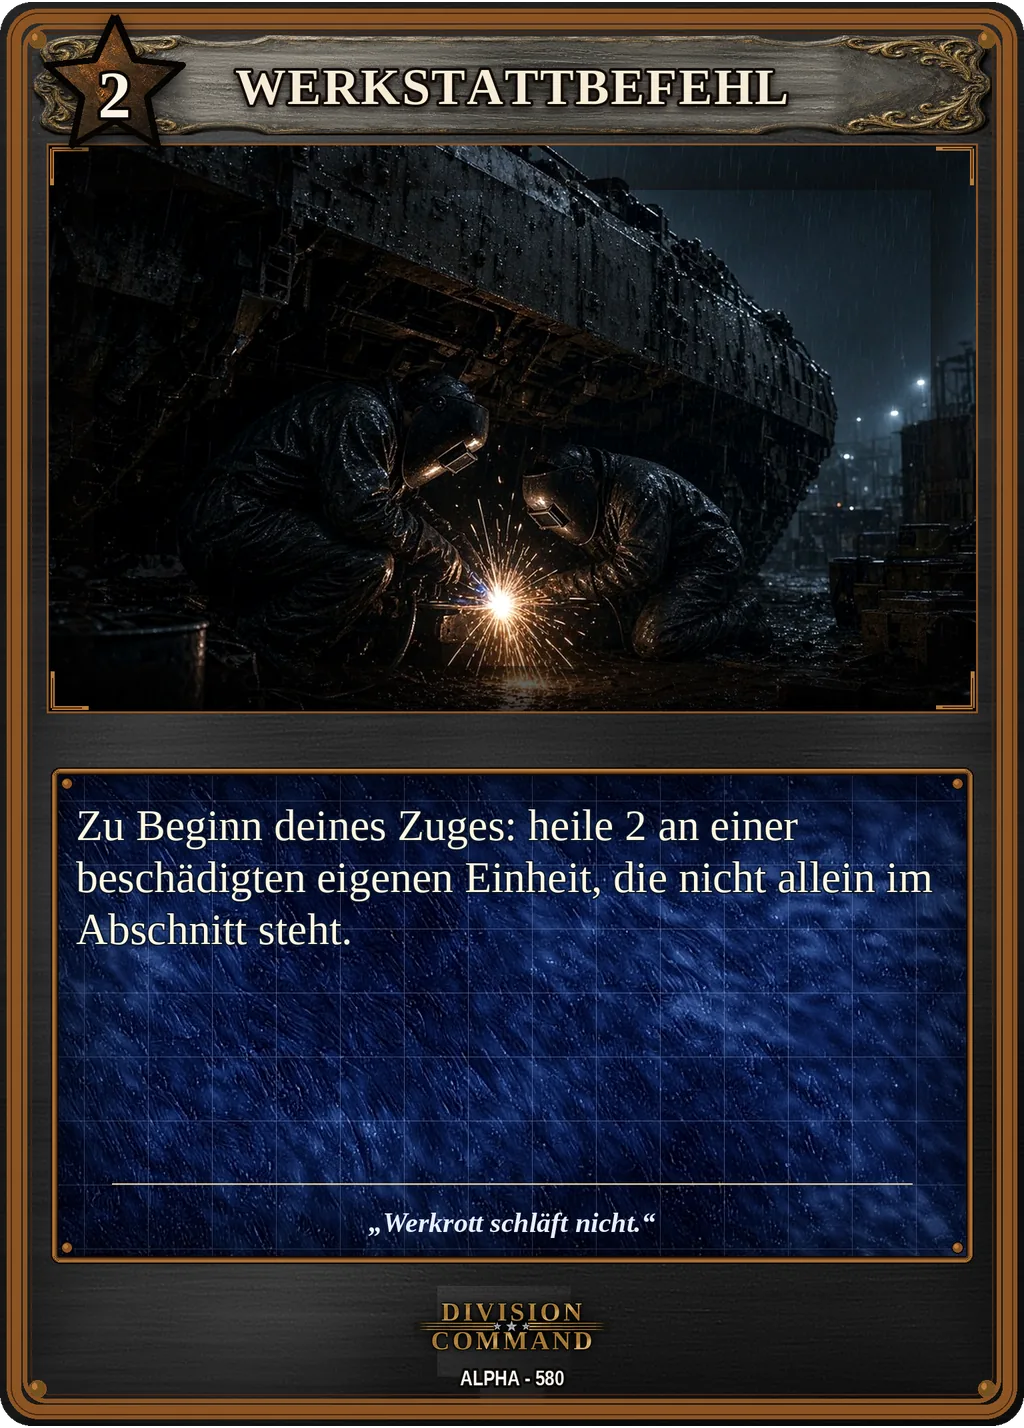 2
WERKSTATTBEFEHL
Zu Beginn deines Zuges: heile 2 an einer
beschädigten eigenen Einheit, die nicht allein im
Abschnitt steht.
„Werkrott schläft nicht.“
DIVISION
COMMAND
ALPHA - 580